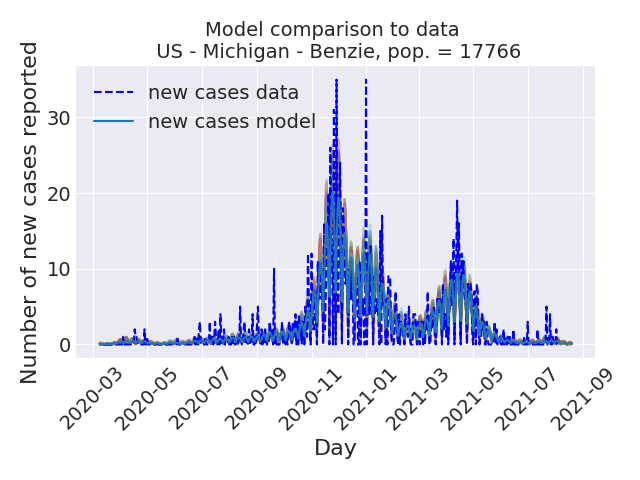 Model comparison to data
US - Michigan - Benzie, pop. = 17766
Number of new cases reported
30
20
10
0
new cases data
new cases model
2020-03
2020-05
2020-07
2020-09
2020-11
2021-01
2021-03
2021-05
2021-07
2021-09
Day